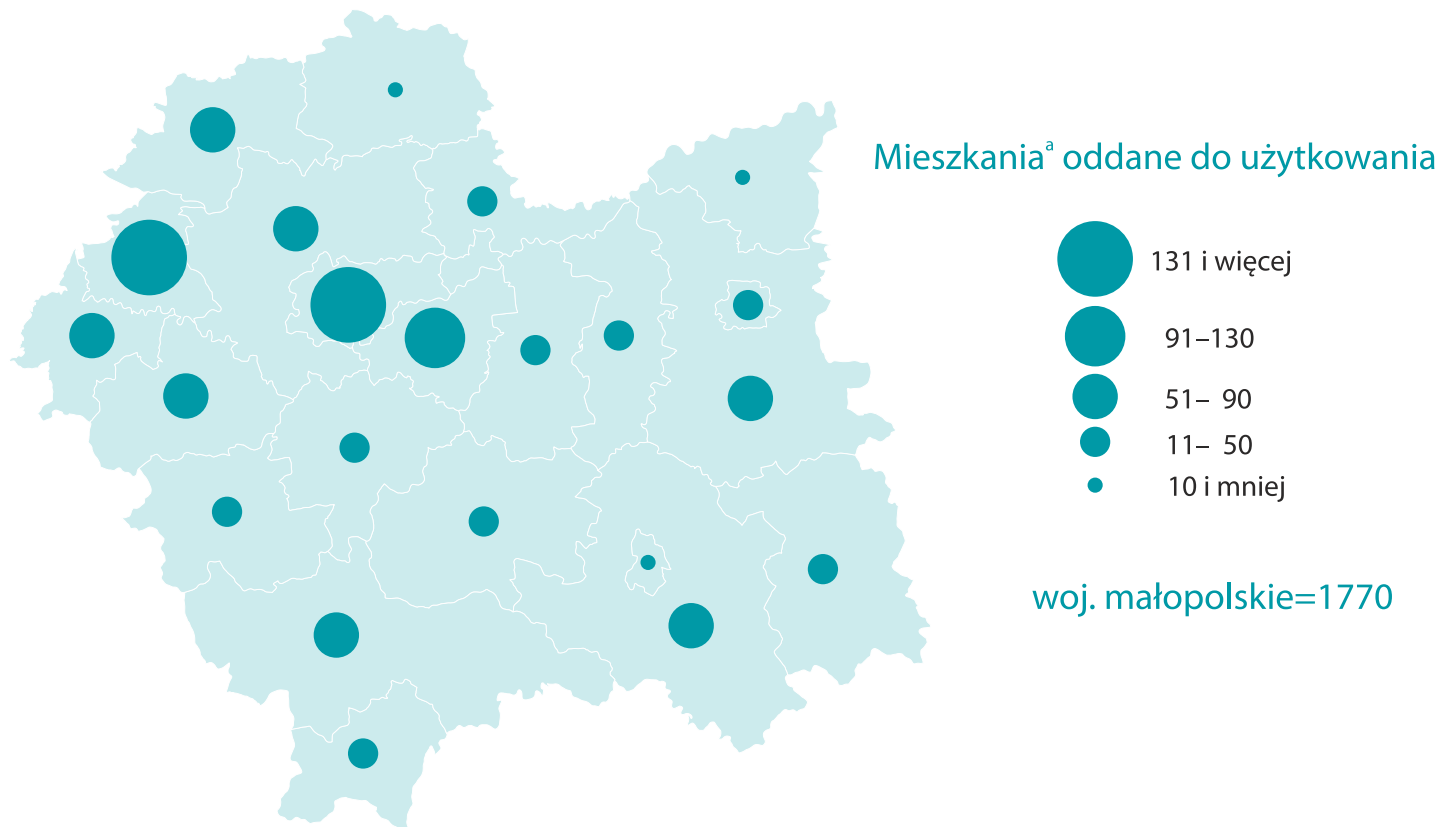 Mieszkaniaᵃ oddane do użytkowania
131 i więcej
91–130
51– 90
11– 50
10 i mniej
woj. małopolskie=1770